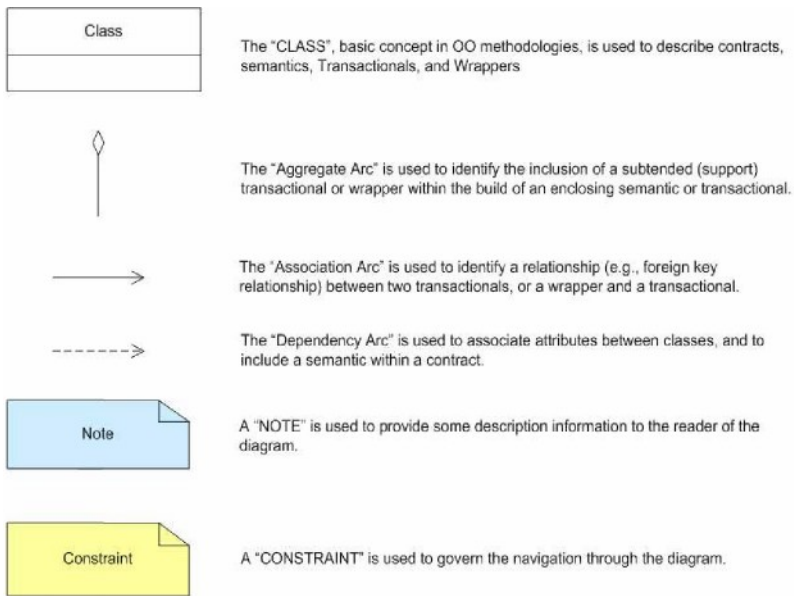 Class
The "CLASS", basic concept in OO methodologies, is used to describe contracts,
semantics, Transactionals, and Wrappers
The "Aggregate Arc" is used to identify the inclusion of a subtended (support)
transactional or wrapper within the build of an enclosing semantic or transactional.
The "Association Arc" is used to identify a relationship (e.g., foreign key
relationship) between two transactionals, or a wrapper and a transactional.
The "Dependency Arc" is used to associate attributes between classes, and to
include a semantic within a contract.
Note
A "NOTE" is used to provide some description information to the reader of the
diagram.
Constraint
A "CONSTRAINT" is used to govern the navigation through the diagram.